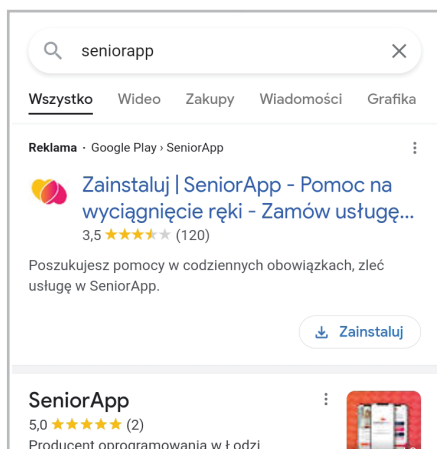 seniorapp
Wszystko Wideo Zakupy Wiadomości Grafika
Reklama · Google Play › SeniorApp
Zainstaluj | SeniorApp - Pomoc na
wyciągnięcie ręki - Zamów usługę...
3,5 (120)
Poszukujesz pomocy w codziennych obowiązkach, zleć
usługę w SeniorApp.
Zainstaluj
SeniorApp
5,0 (2)
Producent oprogramowania w Łodzi